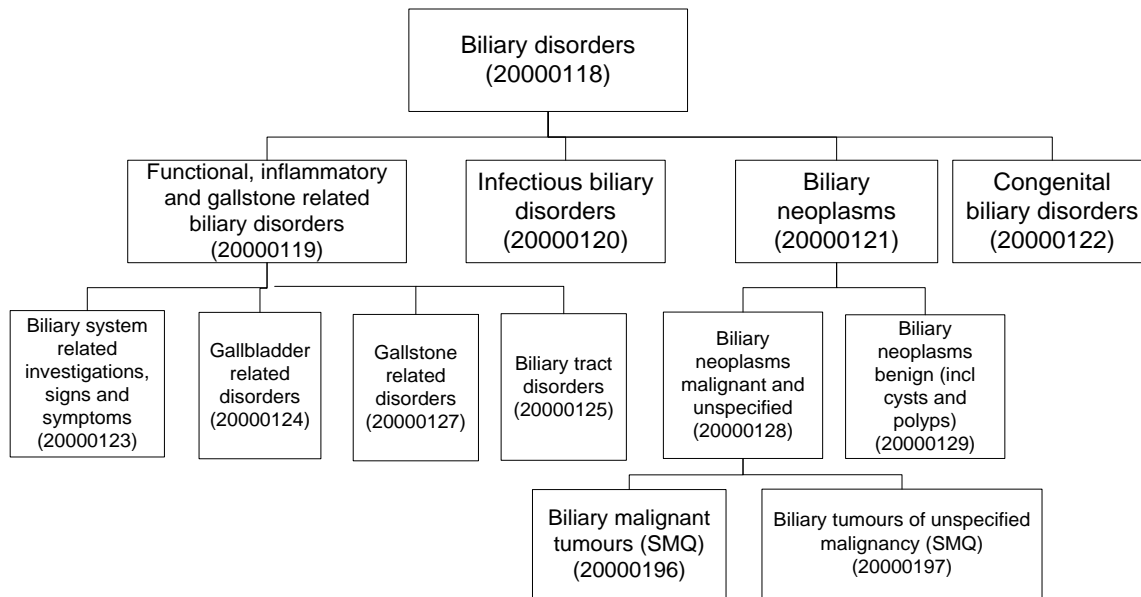 Biliary disorders
(20000118)
Functional, inflammatory
and gallstone related
biliary disorders
(20000119)
Infectious biliary
disorders
(20000120)
Biliary
neoplasms
(20000121)
Congenital
biliary disorders
(20000122)
Biliary system
related
investigations,
signs and
symptoms
(20000123)
Gallbladder
related
disorders
(20000124)
Gallstone
related
disorders
(20000127)
Biliary tract
disorders
(20000125)
Biliary
neoplasms
malignant and
unspecified
(20000128)
Biliary
neoplasms
benign (incl
cysts and
polyps)
(20000129)
Biliary malignant
tumours (SMQ)
(20000196)
Biliary tumours of unspecified
malignancy (SMQ)
(20000197)